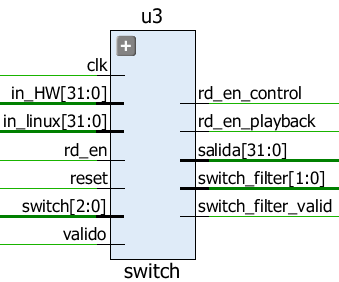 u3
clk
in_HW[31:0]
in_linux[31:0]
rd_en
reset
switch[2:0]
valido
rd_en_control
rd_en_playback
salida[31:0]
switch_filter[1:0]
switch_filter_valid
switch